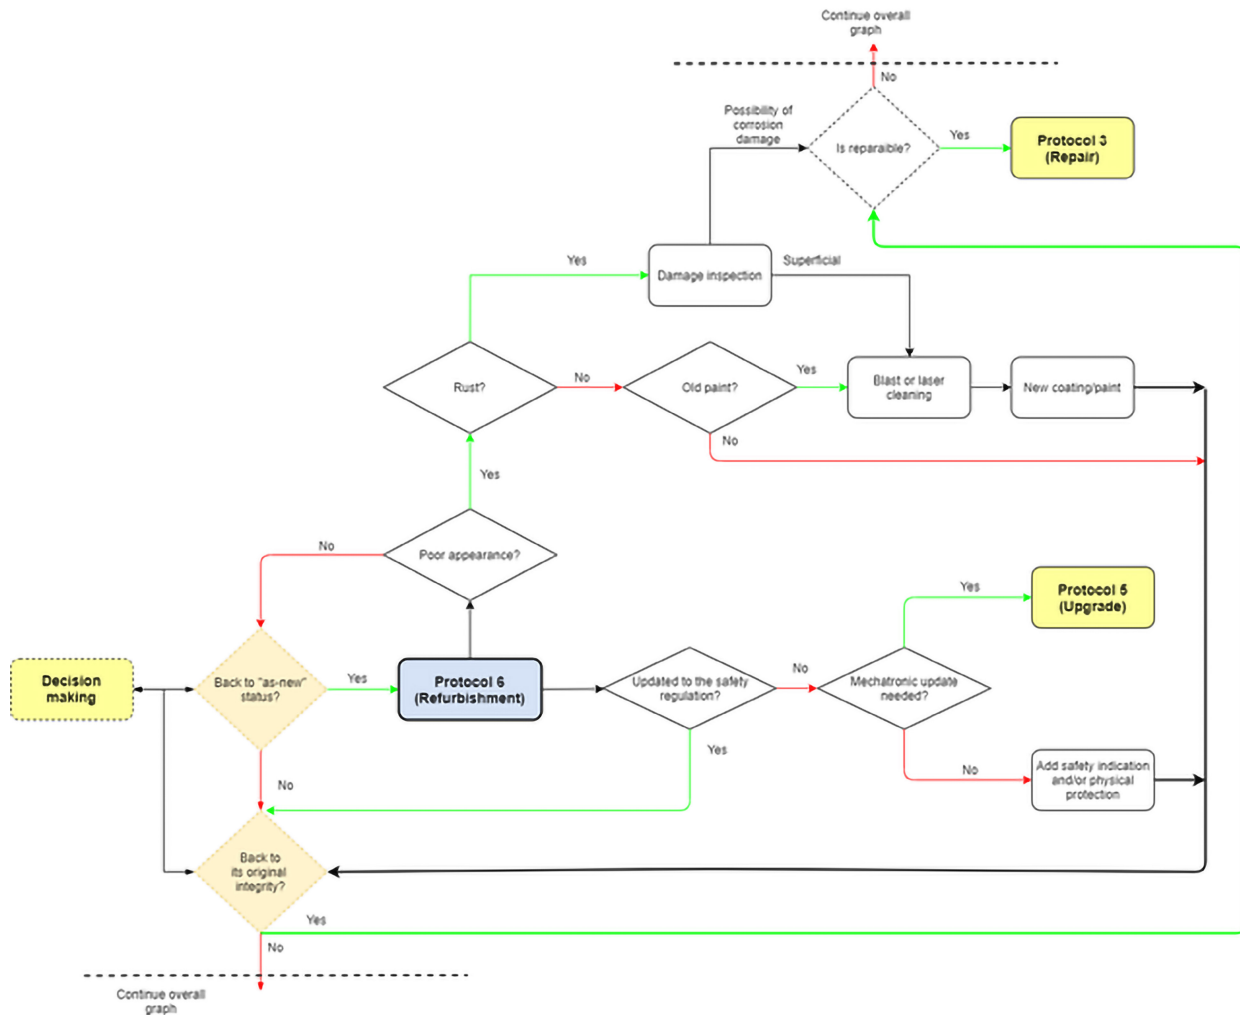 Continue overall
graph
No
Possibility of
corrosion
damage
Is reparaible?
Yes
Protocol 3
(Repair)
Yes
Damage inspection
Superficial
Rust?
No
Old paint?
Yes
Blast or laser
cleaning
New coating/paint
No
Yes
No
Poor appearance?
Yes
Protocol 5
(Upgrade)
Decision
making
Back to "as-new"
status?
Yes
Protocol 6
(Refurbishment)
Updated to the safety
regulation?
No
Mechatronic update
needed?
Yes
No
Add safety indication
and/or physical
protection
No
Back to
its original
integrity?
Yes
No
Continue overall
graph